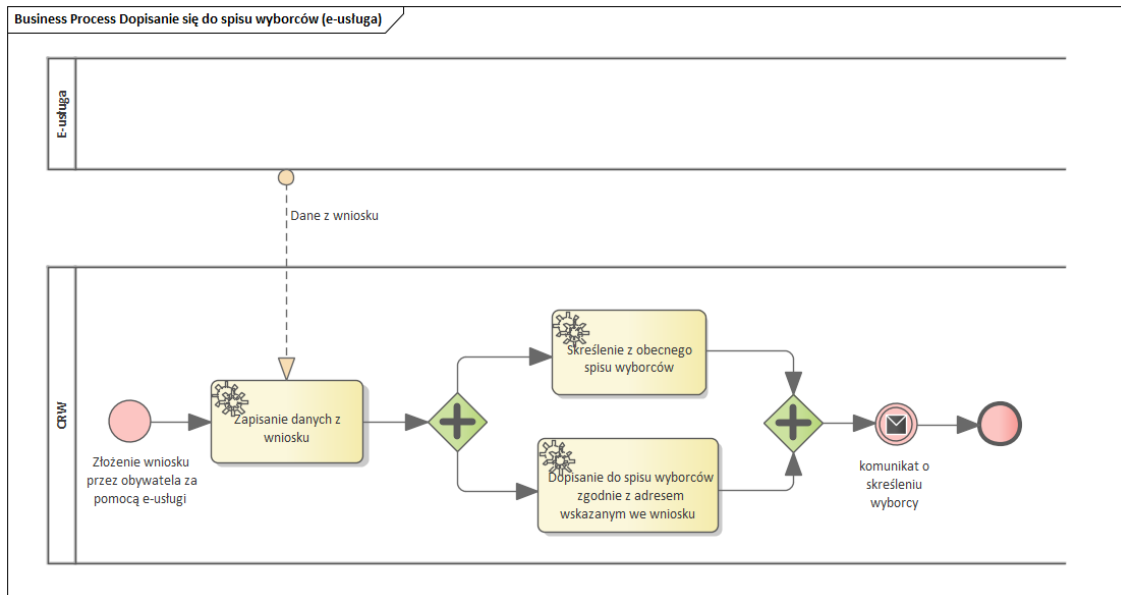 Business Process Dopisanie się do spisu wyborców (e-usługa)
E-usługa
Dane z wniosku
CRW
Złożenie wniosku
przez obywatela za
pomocą e-usługi
Zapisanie danych z
wniosku
Skreślenie z obecnego
spisu wyborców
Dopisanie do spisu wyborców
zgodnie z adresem
wskazanym we wniosku
komunikat o
skreśleniu
wyborcy